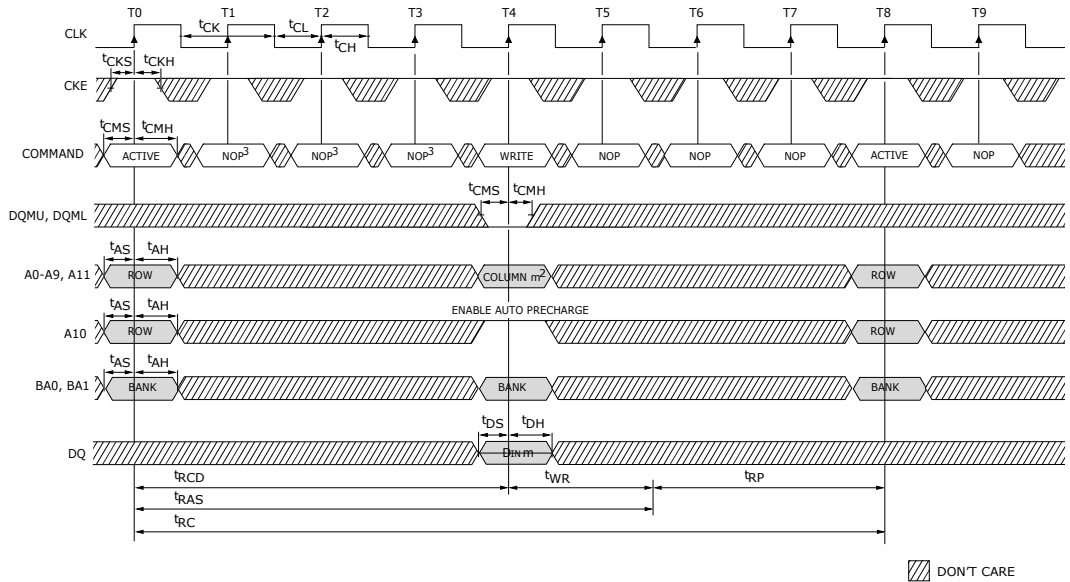 T0 T1 T2 T3 T4 T5 T6 T7 T8 T9
CLK tCK tCL tCH
tCKS tCKH
CKE
tCMS tCMH
COMMAND ACTIVE NOP3 NOP3 NOP3 WRITE NOP NOP NOP ACTIVE NOP
tCMS tCMH
DQMU, DQML
tAS tAH
A0-A9, A11 ROW COLUMN m2 ROW
tAS tAH ENABLE AUTO PRECHARGE
A10 ROW ROW
tAS tAH
BA0, BA1 BANK BANK BANK
tDS tDH
DQ DIN m
tRCD tWR tRP
tRAS
tRC
DON'T CARE